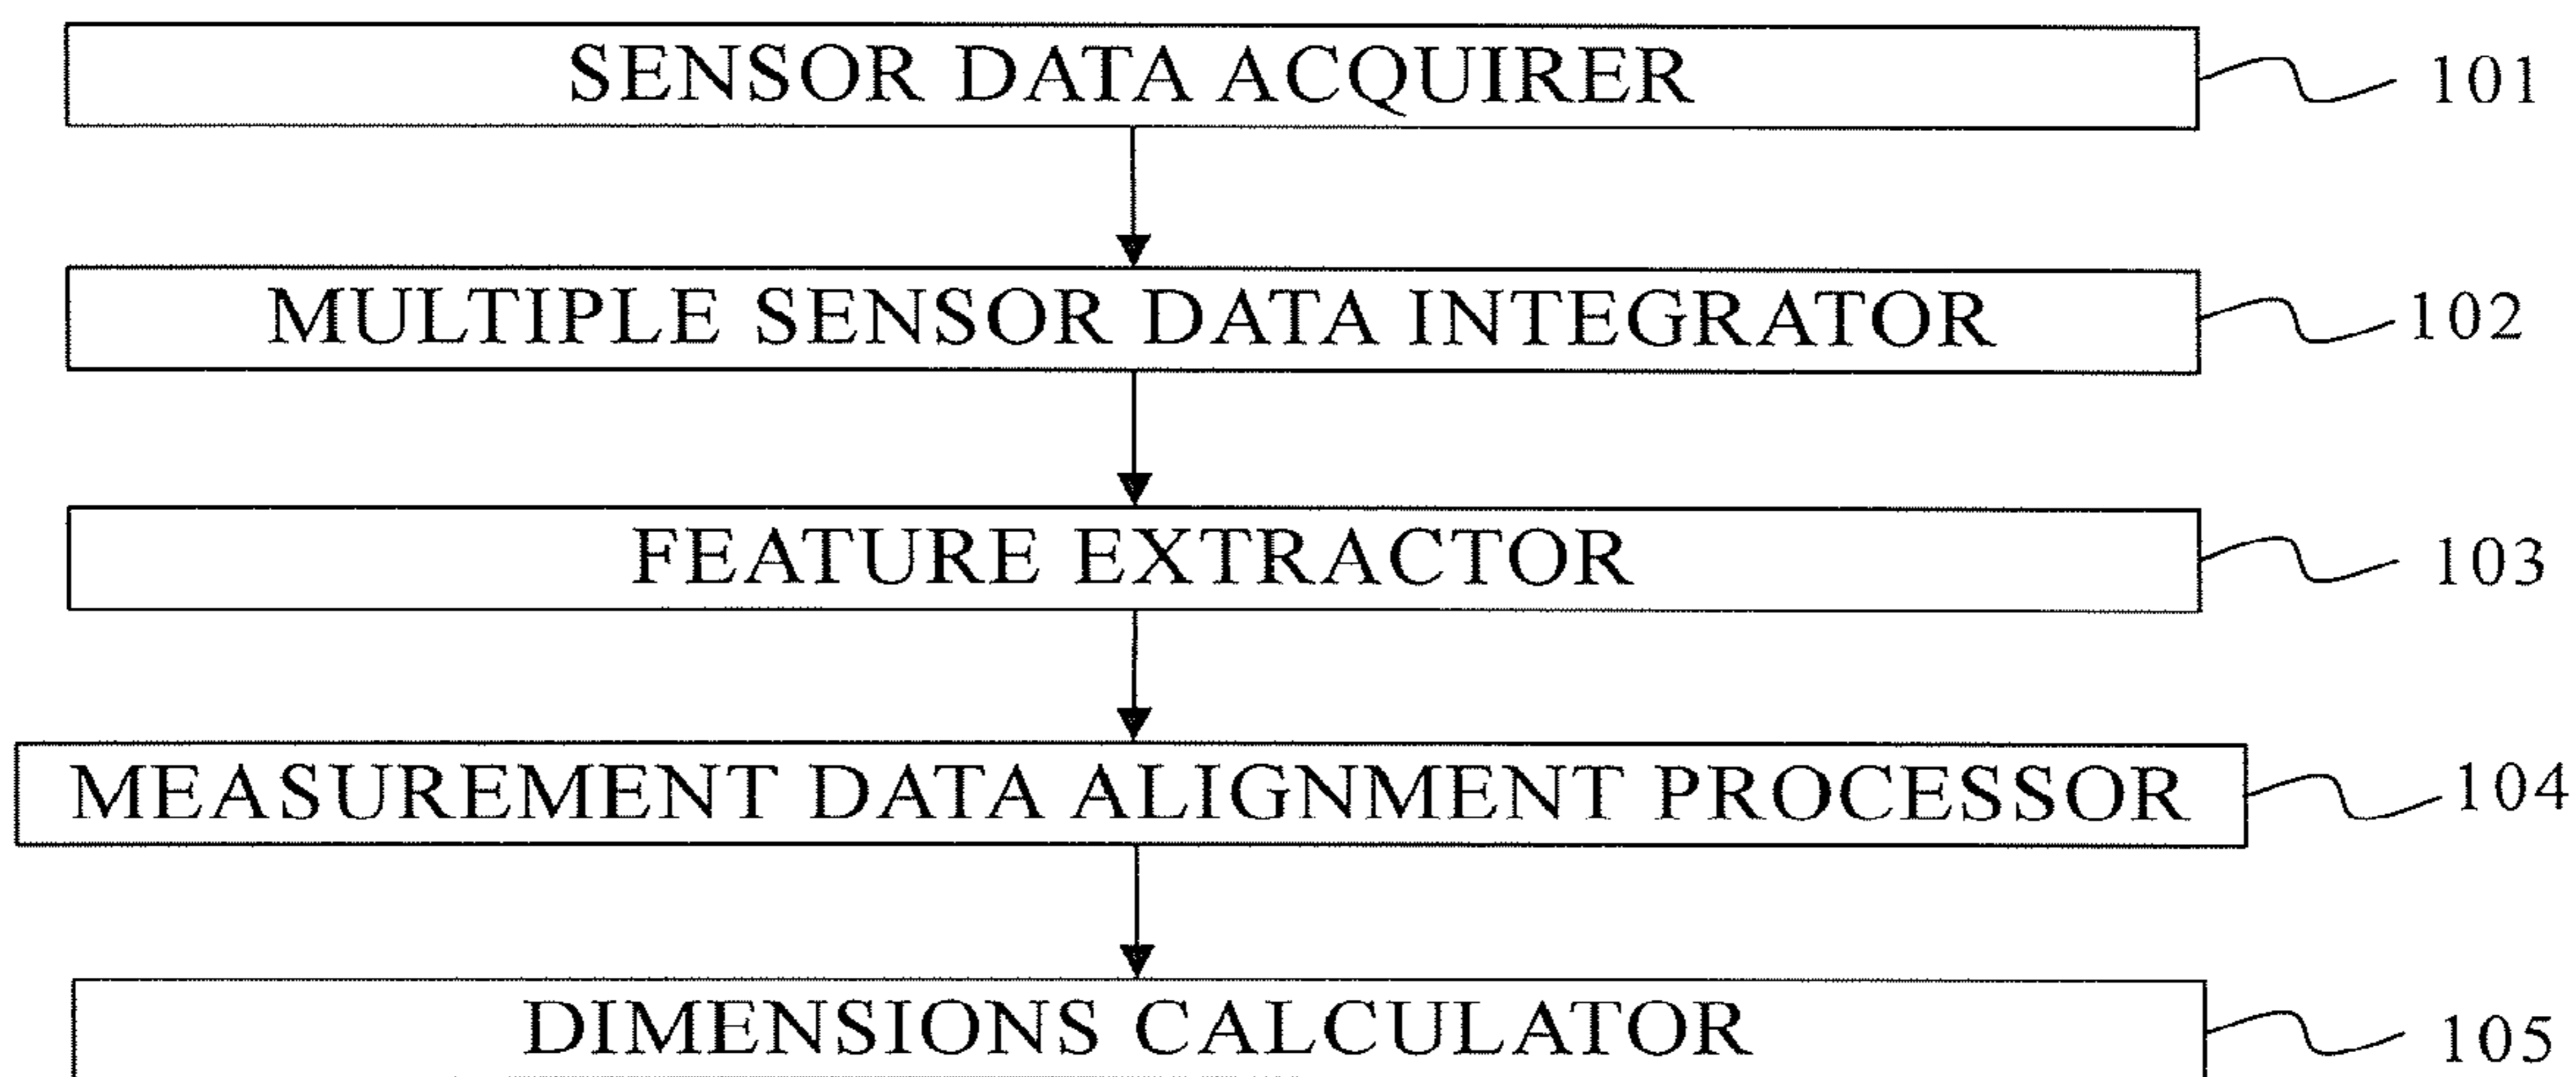 SENSOR DATA ACQUIRER 101
MULTIPLE SENSOR DATA INTEGRATOR 102
FEATURE EXTRACTOR 103
MEASUREMENT DATA ALIGNMENT PROCESSOR 104
DIMENSIONS CALCULATOR 105